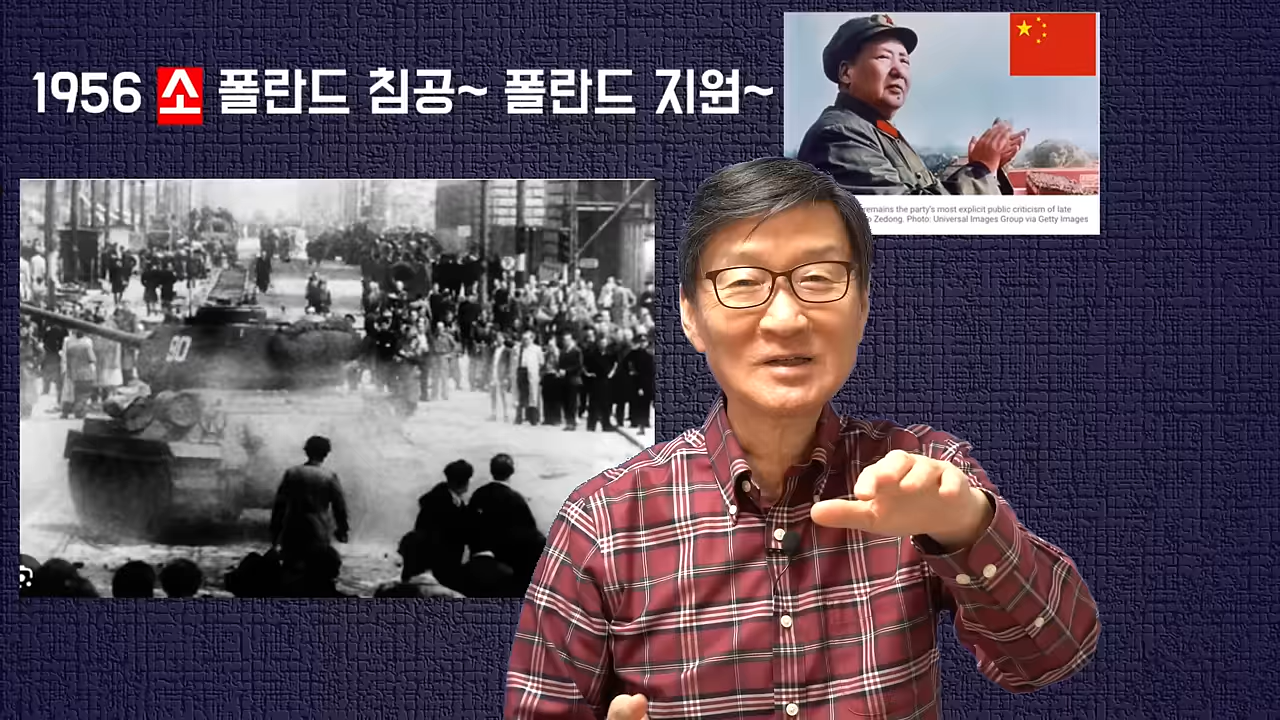 1956 소 폴란드 침공~ 폴란드 지원~
remains the party's most explicit public criticism of late
Zedong. Photo: Universal Images Group via Getty Images
90